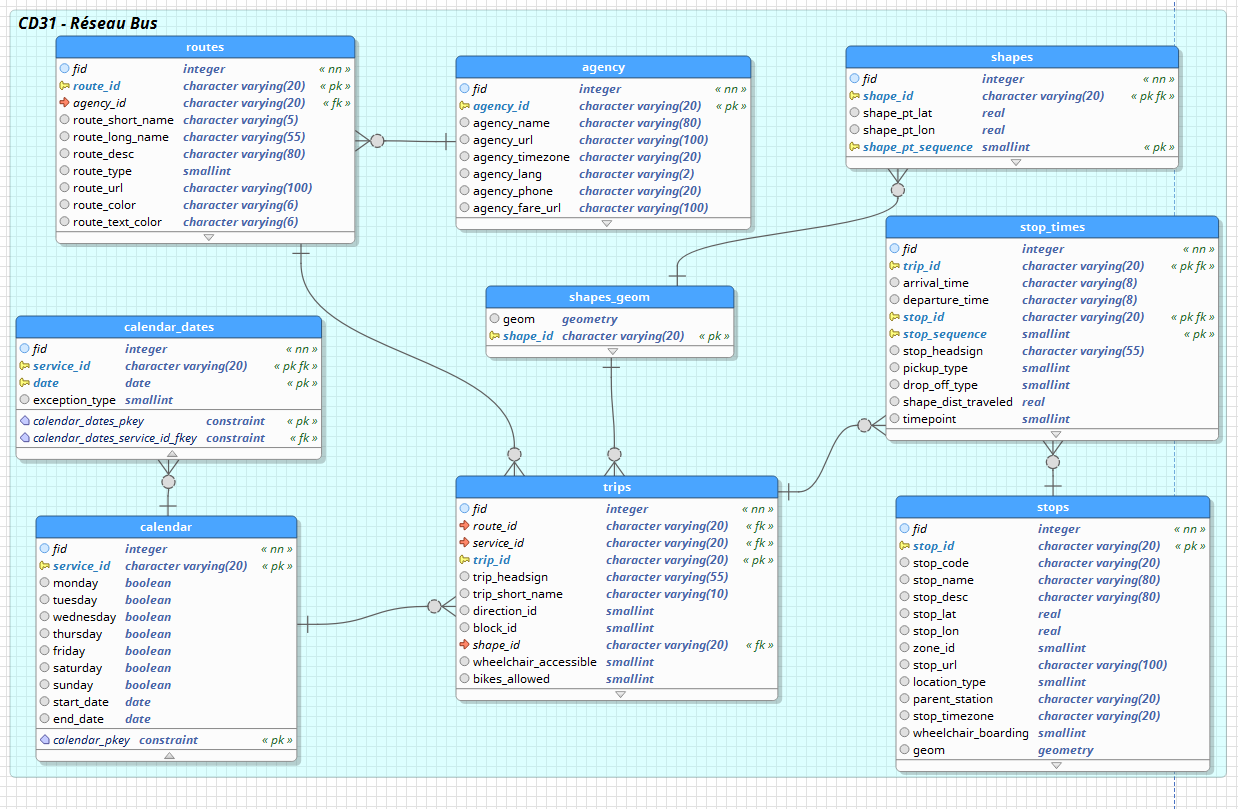 CD31 - Réseau Bus
routes
fid integer « nn »
route_id character varying(20) « pk »
agency_id character varying(20) « fk »
route_short_name character varying(5)
route_long_name character varying(55)
route_desc character varying(80)
route_type smallint
route_url character varying(100)
route_color character varying(6)
route_text_color character varying(6)
agency
fid integer « nn »
agency_id character varying(20) « pk »
agency_name character varying(80)
agency_url character varying(100)
agency_timezone character varying(20)
agency_lang character varying(2)
agency_phone character varying(20)
agency_fare_url character varying(100)
shapes
fid integer « nn »
shape_id character varying(20) « pk fk »
shape_pt_lat real
shape_pt_lon real
shape_pt_sequence smallint « pk »
stop_times
fid integer « nn »
trip_id character varying(20) « pk fk »
arrival_time character varying(8)
departure_time character varying(8)
stop_id character varying(20) « pk fk »
stop_sequence smallint « pk »
stop_headsign character varying(55)
pickup_type smallint
drop_off_type smallint
shape_dist_traveled real
timepoint smallint
shapes_geom
geom geometry
shape_id character varying(20) « pk »
calendar_dates
fid integer « nn »
service_id character varying(20) « pk fk »
date date « pk »
exception_type smallint
calendar_dates_pkey constraint « pk »
calendar_dates_service_id_fkey constraint « fk »
calendar
fid integer « nn »
service_id character varying(20) « pk »
monday boolean
tuesday boolean
wednesday boolean
thursday boolean
friday boolean
saturday boolean
sunday boolean
start_date date
end_date date
calendar_pkey constraint « pk »
trips
fid integer « nn »
route_id character varying(20) « fk »
service_id character varying(20) « fk »
trip_id character varying(20) « pk »
trip_headsign character varying(55)
trip_short_name character varying(10)
direction_id smallint
block_id smallint
shape_id character varying(20) « fk »
wheelchair_accessible smallint
bikes_allowed smallint
stops
fid integer « nn »
stop_id character varying(20) « pk »
stop_code character varying(20)
stop_name character varying(80)
stop_desc character varying(80)
stop_lat real
stop_lon real
zone_id smallint
stop_url character varying(100)
location_type smallint
parent_station character varying(20)
stop_timezone character varying(20)
wheelchair_boarding smallint
geom geometry